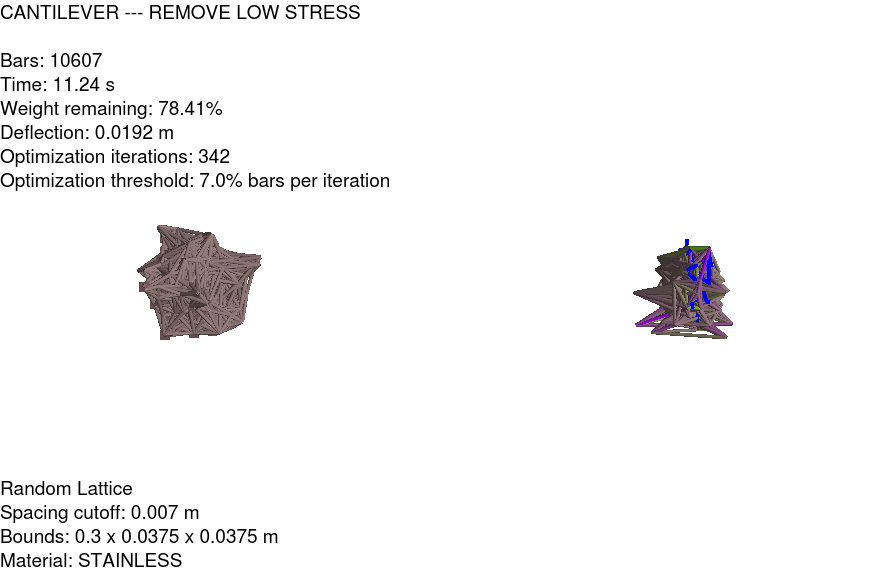 CANTILEVER --- REMOVE LOW STRESS
Bars: 10607
Time: 11.24 s
Weight remaining: 78.41%
Deflection: 0.0192 m
Optimization iterations: 342
Optimization threshold: 7.0% bars per iteration
Random Lattice
Spacing cutoff: 0.007 m
Bounds: 0.3 x 0.0375 x 0.0375 m
Material: STAINLESS